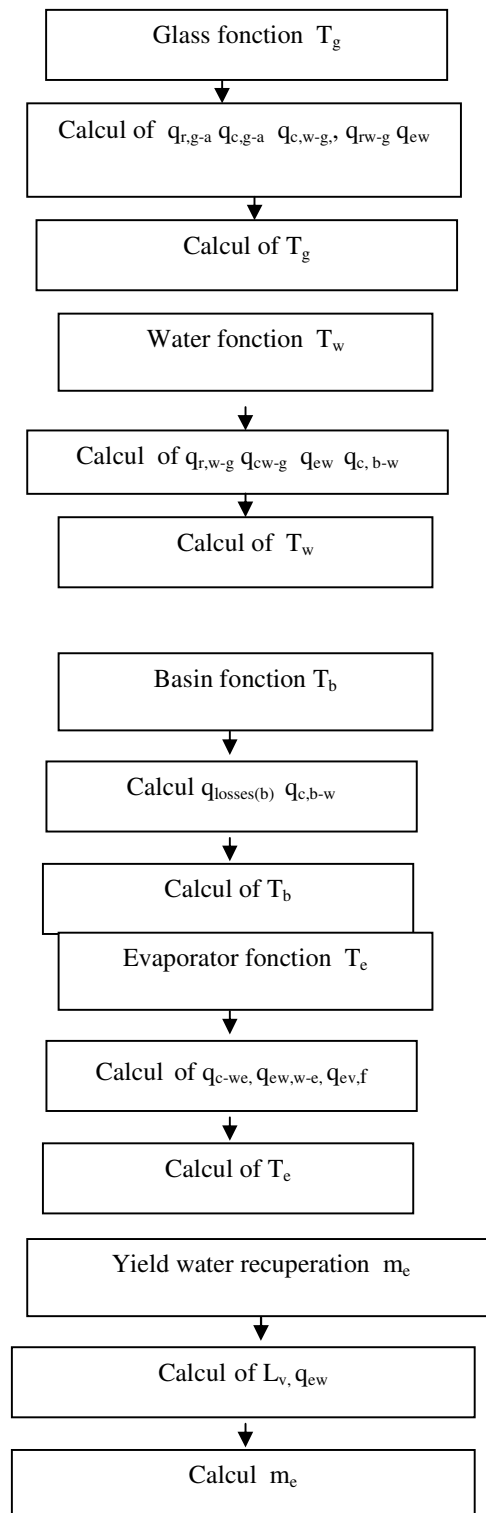 Glass fonction T_g
Calcul of q_r,g-a q_c,g-a q_c,w-g,, q_rw-g q_ew
Calcul of T_g
Water fonction T_w
Calcul of q_r,w-g q_cw-g q_ew q_c, b-w
Calcul of T_w
Basin fonction T_b
Calcul q_losses(b) q_c,b-w
Calcul of T_b
Evaporator fonction T_e
Calcul of q_c-we, q_ew,w-e, q_ev,f
Calcul of T_e
Yield water recuperation m_e
Calcul of L_v, q_ew
Calcul m_e